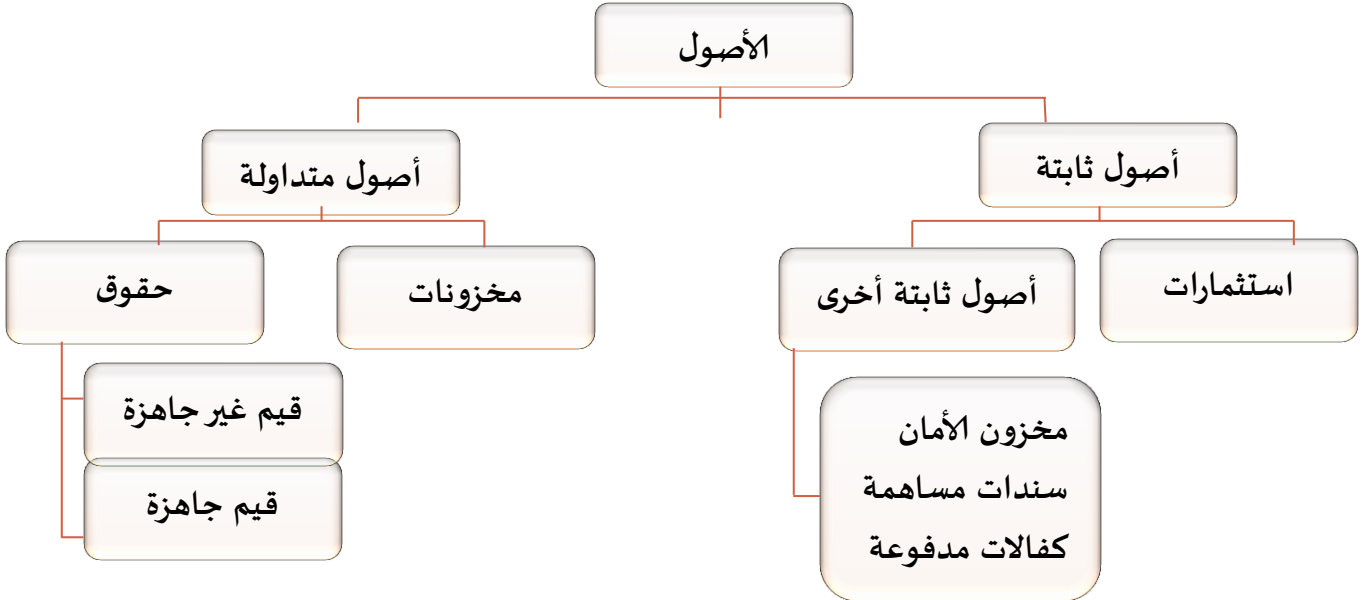 الأصول
أصول ثابتة
أصول متداولة
استثمارات
أصول ثابتة أخرى
مخزونات
حقوق
مخزون الأمان
سندات مساهمة
كفالات مدفوعة
قيم غير جاهزة
قيم جاهزة